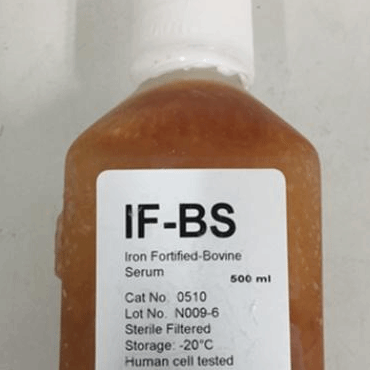 IF-BS
Iron Fortified-Bovine
Serum
500 ml
Cat No. 0510
Lot No. N009-6
Sterile Filtered
Storage: -20°C
Human cell tested